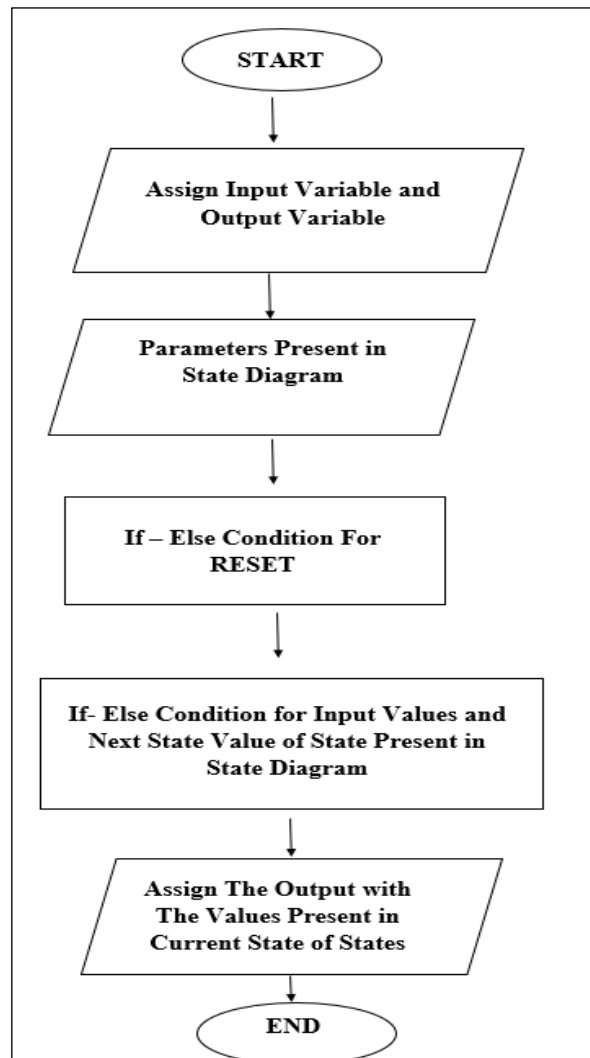 START
Assign Input Variable and
Output Variable
Parameters Present in
State Diagram
If – Else Condition For
RESET
If- Else Condition for Input Values and
Next State Value of State Present in
State Diagram
Assign The Output with
The Values Present in
Current State of States
END